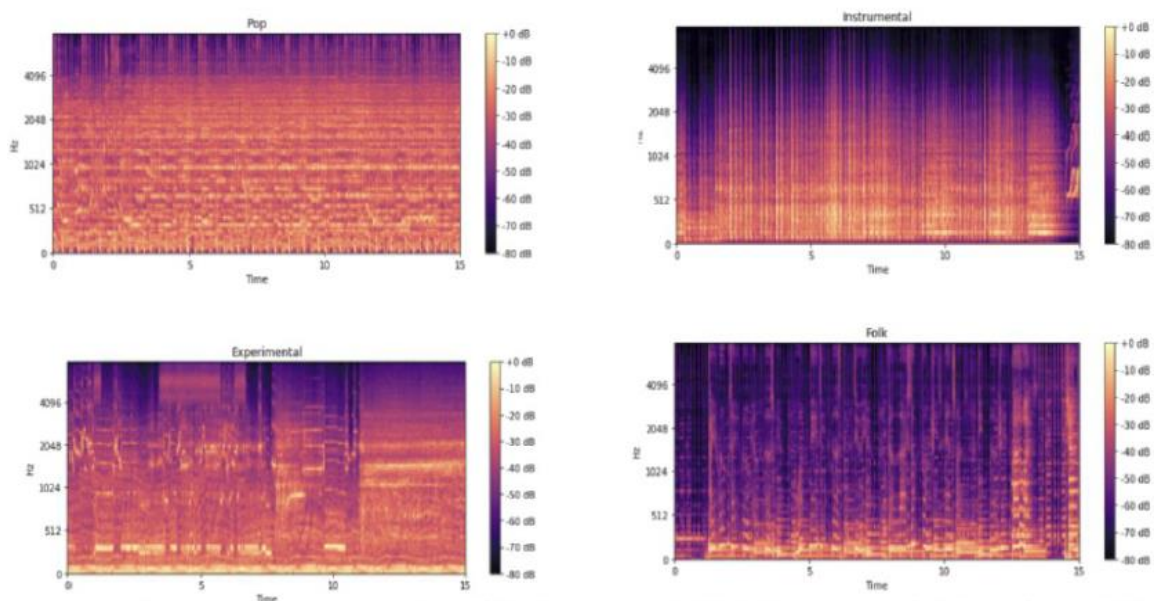 Pop
+0 dB
-10 dB
-20 dB
-30 dB
-40 dB
-50 dB
-60 dB
-70 dB
-80 dB
4096
2048
1024
512
0
Hz
0 5 10 15
Time
Instrumental
+0 dB
-10 dB
-20 dB
-30 dB
-40 dB
-50 dB
-60 dB
-70 dB
-80 dB
4096
2048
1024
512
0
0 5 10 15
Time
Experimental
+0 dB
-10 dB
-20 dB
-30 dB
-40 dB
-50 dB
-60 dB
-70 dB
-80 dB
4096
2048
1024
512
0
Hz
0 5 10 15
Time
Folk
+0 dB
-10 dB
-20 dB
-30 dB
-40 dB
-50 dB
-60 dB
-70 dB
-80 dB
4096
2048
1024
512
0
Hz
0 5 10 15
Time